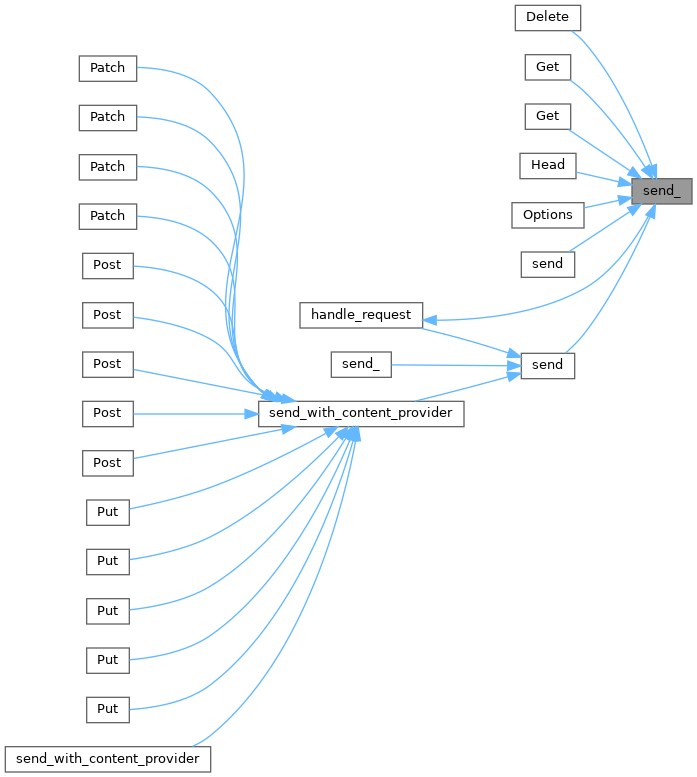 Delete
Get
Get
Head
Options
send
send_
handle_request
send
send_
send_with_content_provider
Patch
Patch
Patch
Patch
Post
Post
Post
Post
Post
Put
Put
Put
Put
Put
send_with_content_provider